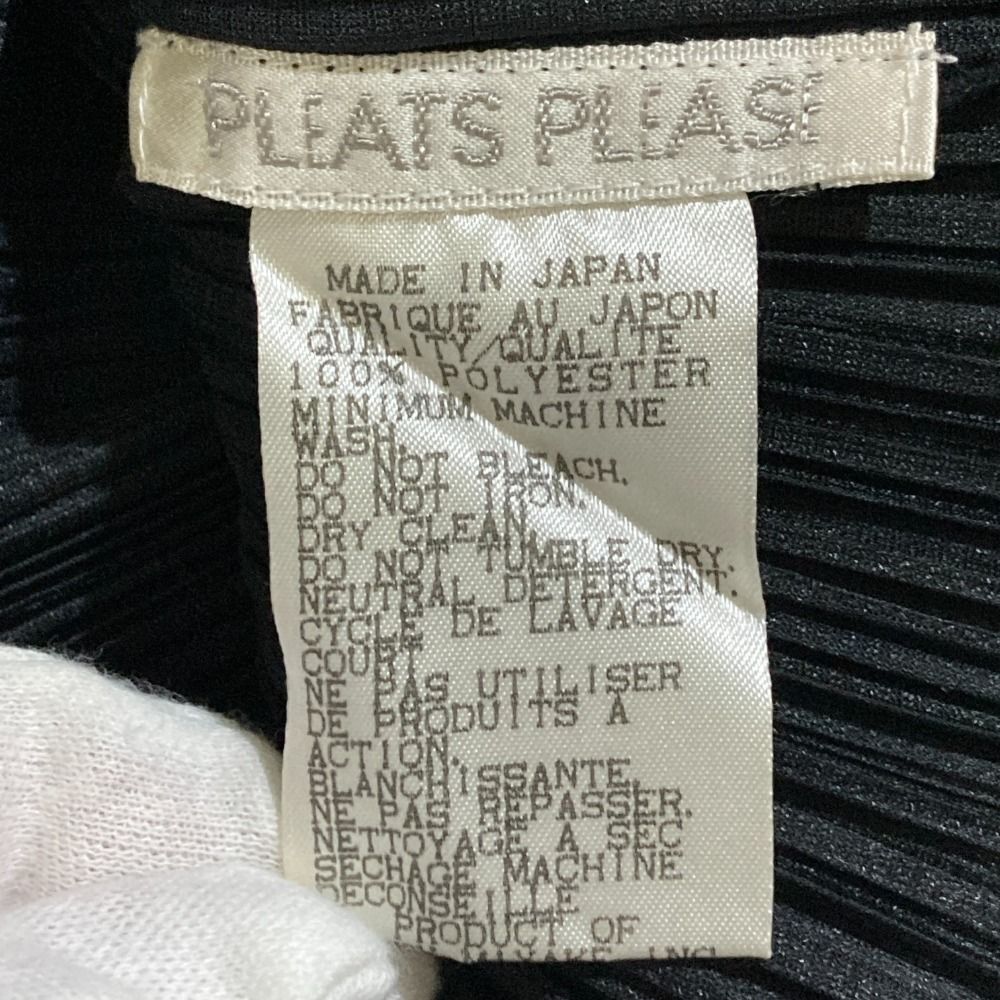 PLEATS PLEASE
MADE IN JAPAN
FABRIQUE AU JAPON
QUALITY/QUALITE
100% POLYESTER
MINIMUM MACHINE
WASH.
DO NOT BLEACH.
DO NOT IRON.
DRY CLEAN
DO NOT TUMBLE DRY.
NEUTRAL DETERGENT.
CYCLE DE LAVAGE
COURT
NE PAS UTILISER
DE PRODUITS A
ACTION.
BLANCHISSANTE.
NE PAS REPASSER.
NETTOYAGE A SEC
SECHAGE MACHINE
DECONSEILLE
PRODUCT OF
MIYAKE INC